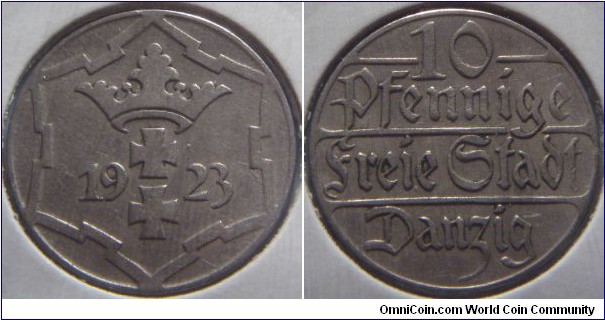 19 23
10
Pfennige
Freie Stadt
Danzig
OmniCoin.com World Coin Community